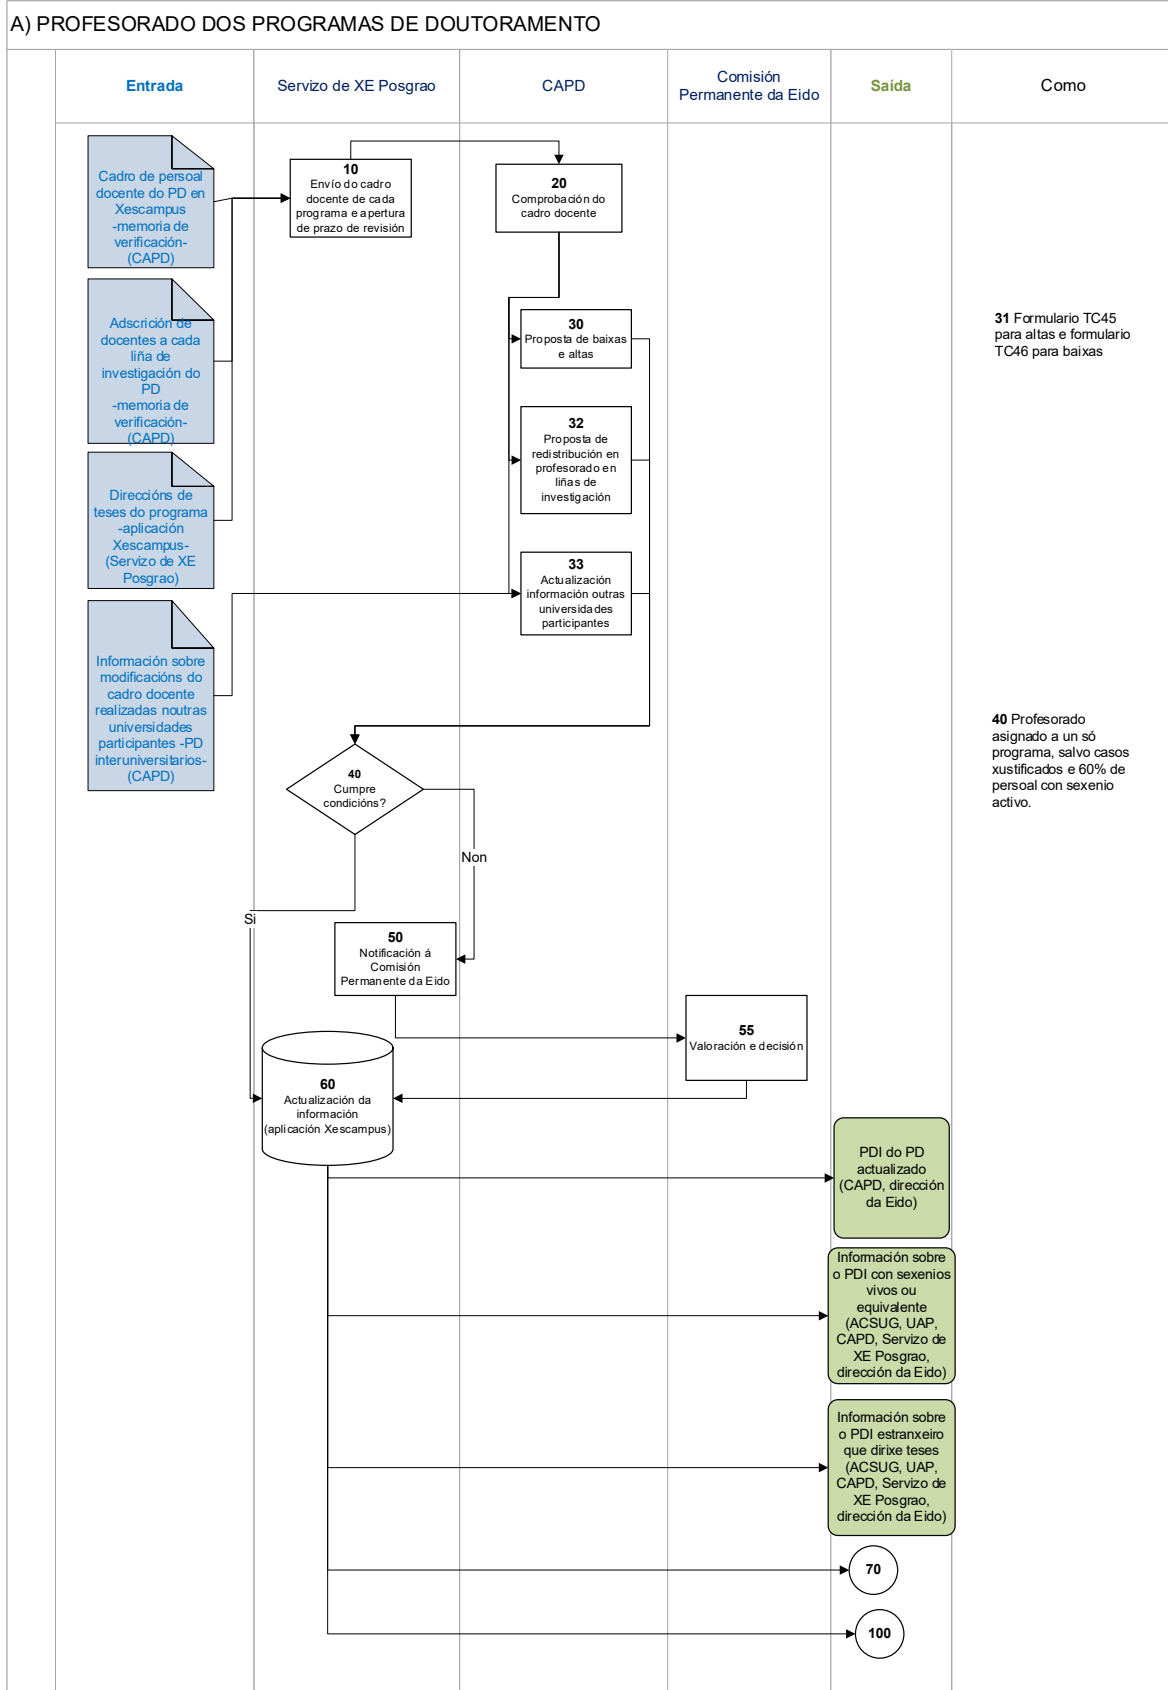 A) PROFESORADO DOS PROGRAMAS DE DOUTORAMENTO
Entrada
Servizo de XE Posgrao
CAPD
Comisión
Permanente da Eido
Saída
Como
Cadro de persoal
docente do PD en
Xescampus
-memoria de
verificación-
(CAPD)
10
Envío do cadro
docente de cada
programa e apertura
de prazo de revisión
20
Comprobación do
cadro docente
Adscrición de
docentes a cada
liña de
investigación do
PD
-memoria de
verificación-
(CAPD)
30
Proposta de baixas
e altas
31 Formulario TC45
para altas e formulario
TC46 para baixas
32
Proposta de
redistribución en
profesorado en
liñas de
investigación
Direccións de
teses do programa
-aplicación
Xescampus-
(Servizo de XE
Posgrao)
33
Actualización
información outras
universidades
participantes
Información sobre
modificacións do
cadro docente
realizadas noutras
universidades
participantes -PD
interuniversitarios-
(CAPD)
40
Cumpre
condicións?
40 Profesorado
asignado a un só
programa, salvo casos
xustificados e 60% de
persoal con sexenio
activo.
Non
Si
50
Notificación á
Comisión
Permanente da Eido
55
Valoración e decisión
60
Actualización da
información
(aplicación Xescampus)
PDI do PD
actualizado
(CAPD, dirección
da Eido)
Información sobre
o PDI con sexenios
vivos ou
equivalente
(ACSUG, UAP,
CAPD, Servizo de
XE Posgrao,
dirección da Eido)
Información sobre
o PDI estranxeiro
que dirixe teses
(ACSUG, UAP,
CAPD, Servizo de
XE Posgrao,
dirección da Eido)
70
100